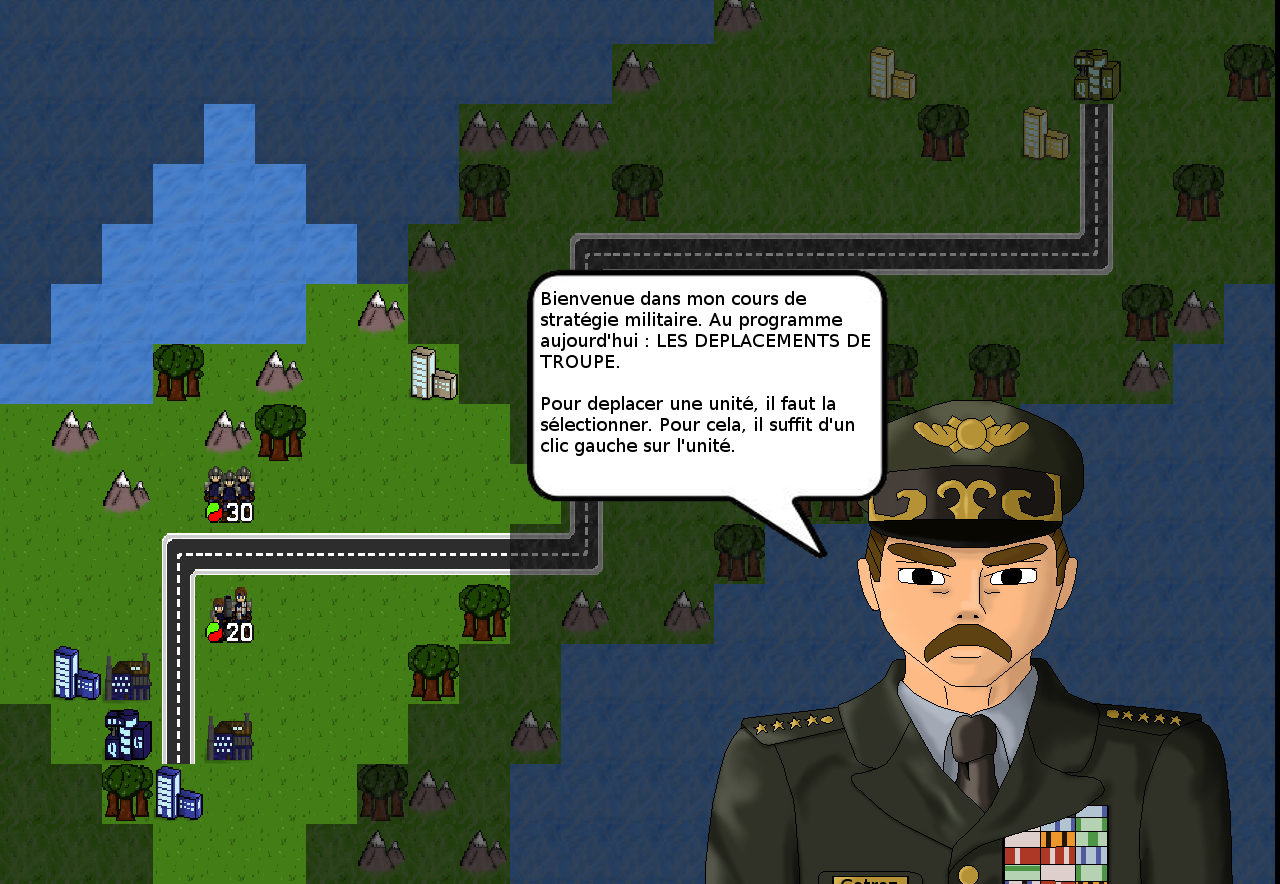 Bienvenue dans mon cours de
stratégie militaire. Au programme
aujourd'hui : LES DEPLACEMENTS DE
TROUPE.
Pour deplacer une unité, il faut la
sélectionner. Pour cela, il suffit d'un
clic gauche sur l'unité.
30
20
Q G
Q G